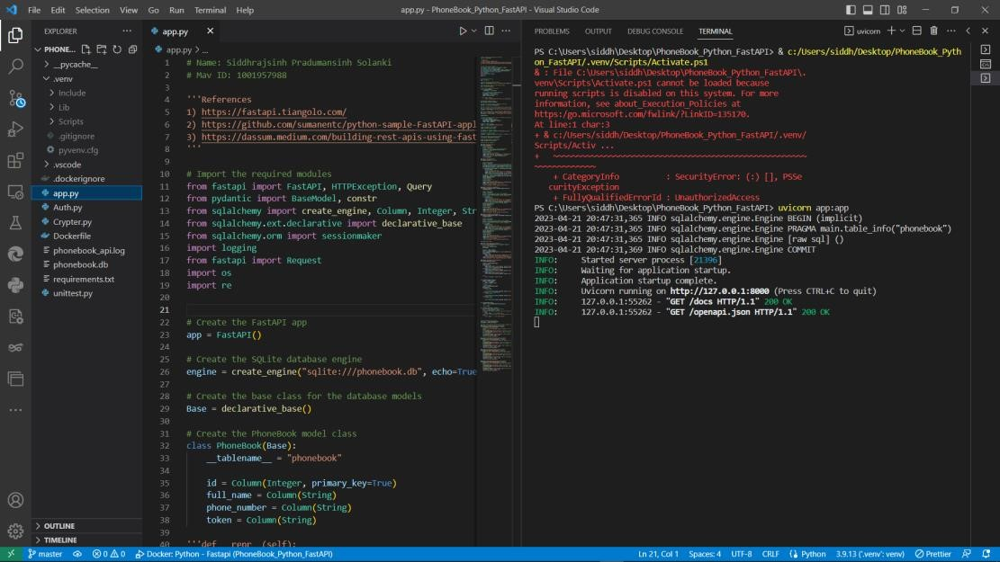 File Edit Selection View Go Run Terminal Help
app.py - PhoneBook_Python_FastAPI - Visual Studio Code
EXPLORER
PHONE...
__pycache__
.venv
Include
Lib
Scripts
.gitignore
pyvenv.cfg
.vscode
.dockerignore
app.py
Auth.py
Crypter.py
Dockerfile
phonebook_api.log
phonebook.db
requirements.txt
unittest.py
OUTLINE
TIMELINE
app.py
app.py > ...
1 # Name: Siddhrajsinh Pradumansinh Solanki
2 # Mav ID: 1001957988
3
4 '''References
5 1) https://fastapi.tiangolo.com/
6 2) https://github.com/sumanentc/python-sample-FastAPI-appl
7 3) https://dassum.medium.com/building-rest-apis-using-fast
8 '''
9
10 # Import the required modules
11 from fastapi import FastAPI, HTTPException, Query
12 from pydantic import BaseModel, constr
13 from sqlalchemy import create_engine, Column, Integer, Str
14 from sqlalchemy.ext.declarative import declarative_base
15 from sqlalchemy.orm import sessionmaker
16 import logging
17 from fastapi import Request
18 import os
19 import re
20
21
22 # Create the FastAPI app
23 app = FastAPI()
24
25 # Create the SQLite database engine
26 engine = create_engine("sqlite:///phonebook.db", echo=True
27
28 # Create the base class for the database models
29 Base = declarative_base()
30
31 # Create the PhoneBook model class
32 class PhoneBook(Base):
33 __tablename__ = "phonebook"
34
35 id = Column(Integer, primary_key=True)
36 full_name = Column(String)
37 phone_number = Column(String)
38 token = Column(String)
39
40 '''def __repr__(self):
PROBLEMS OUTPUT DEBUG CONSOLE TERMINAL
uvicorn
PS C:\Users\siddh\Desktop\PhoneBook_Python_FastAPI> & c:/Users/siddh/Desktop/PhoneBook_Pyth
on_FastAPI/.venv/Scripts/Activate.ps1
& : File C:\Users\siddh\Desktop\PhoneBook_Python_FastAPI\.
venv\Scripts\Activate.ps1 cannot be loaded because
running scripts is disabled on this system. For more
information, see about_Execution_Policies at
https:/go.microsoft.com/fwlink/?LinkID=135170.
At line:1 char:3
+ & c:/Users/siddh/Desktop/PhoneBook_Python_FastAPI/.venv/
Scripts/Activ ...
+ ~~~~~~~~~~~~~~~~~~~~~~~~~~~~~~~~~~~~~~~~~~~~~~~~~~~~~
~~~~~~~~~~~~~
+ CategoryInfo : SecurityError: (:) [], PSSe
curityException
+ FullyQualifiedErrorId : UnauthorizedAccess
PS C:\Users\siddh\Desktop\PhoneBook_Python_FastAPI> uvicorn app:app
2023-04-21 20:47:31,365 INFO sqlalchemy.engine.Engine BEGIN (implicit)
2023-04-21 20:47:31,365 INFO sqlalchemy.engine.Engine PRAGMA main.table_info("phonebook")
2023-04-21 20:47:31,365 INFO sqlalchemy.engine.Engine [raw sql] ()
2023-04-21 20:47:31,369 INFO sqlalchemy.engine.Engine COMMIT
INFO: Started server process [21396]
INFO: Waiting for application startup.
INFO: Application startup complete.
INFO: Uvicorn running on http://127.0.0.1:8000 (Press CTRL+C to quit)
INFO: 127.0.0.1:55262 - "GET /docs HTTP/1.1" 200 OK
INFO: 127.0.0.1:55262 - "GET /openapi.json HTTP/1.1" 200 OK
master
0 0
Docker: Python - Fastapi (PhoneBook_Python_FastAPI)
Ln 21, Col 1 Spaces: 4 UTF-8 CRLF Python 3.9.13 ('.venv': venv) Prettier